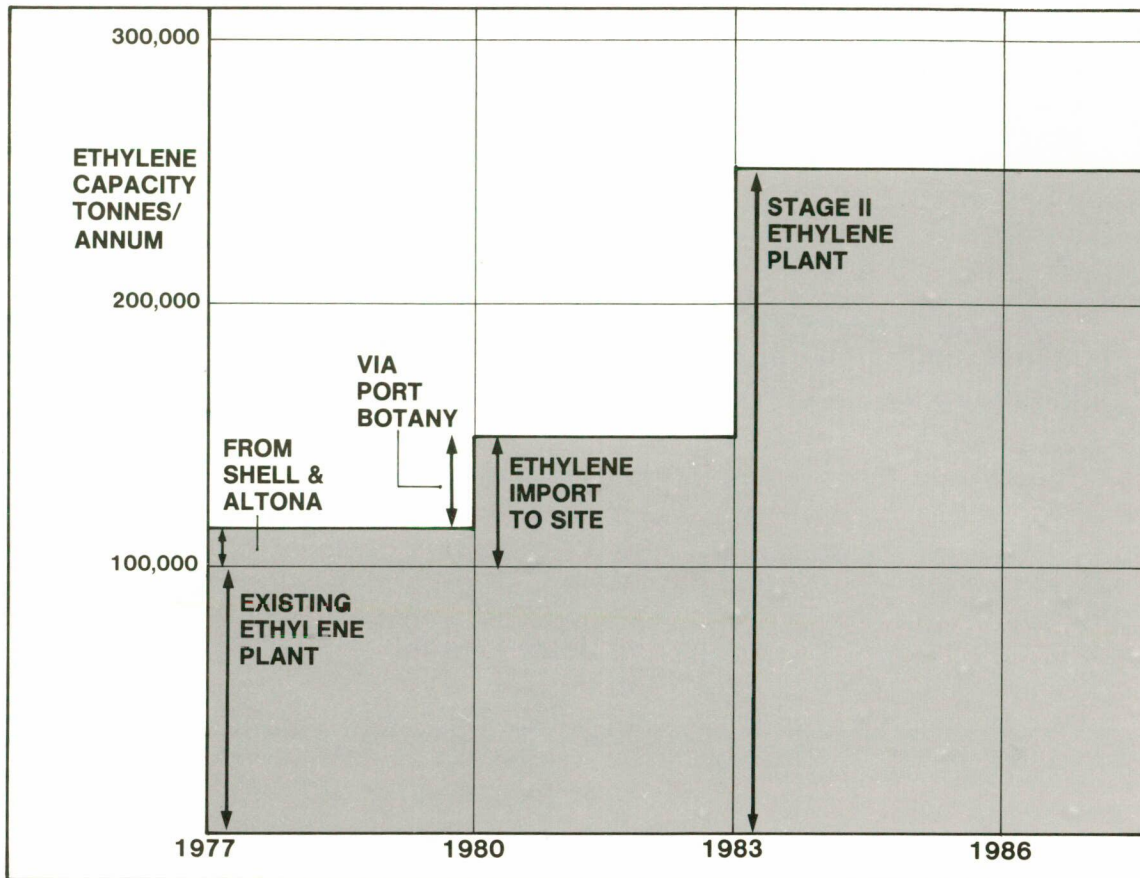 300,000
ETHYLENE
CAPACITY
TONNES/
ANNUM
200,000
100,000
STAGE II
ETHYLENE
PLANT
VIA
PORT
BOTANY
FROM
SHELL &
ALTONA
ETHYLENE
IMPORT
TO SITE
EXISTING
ETHYLENE
PLANT
1977
1980
1983
1986